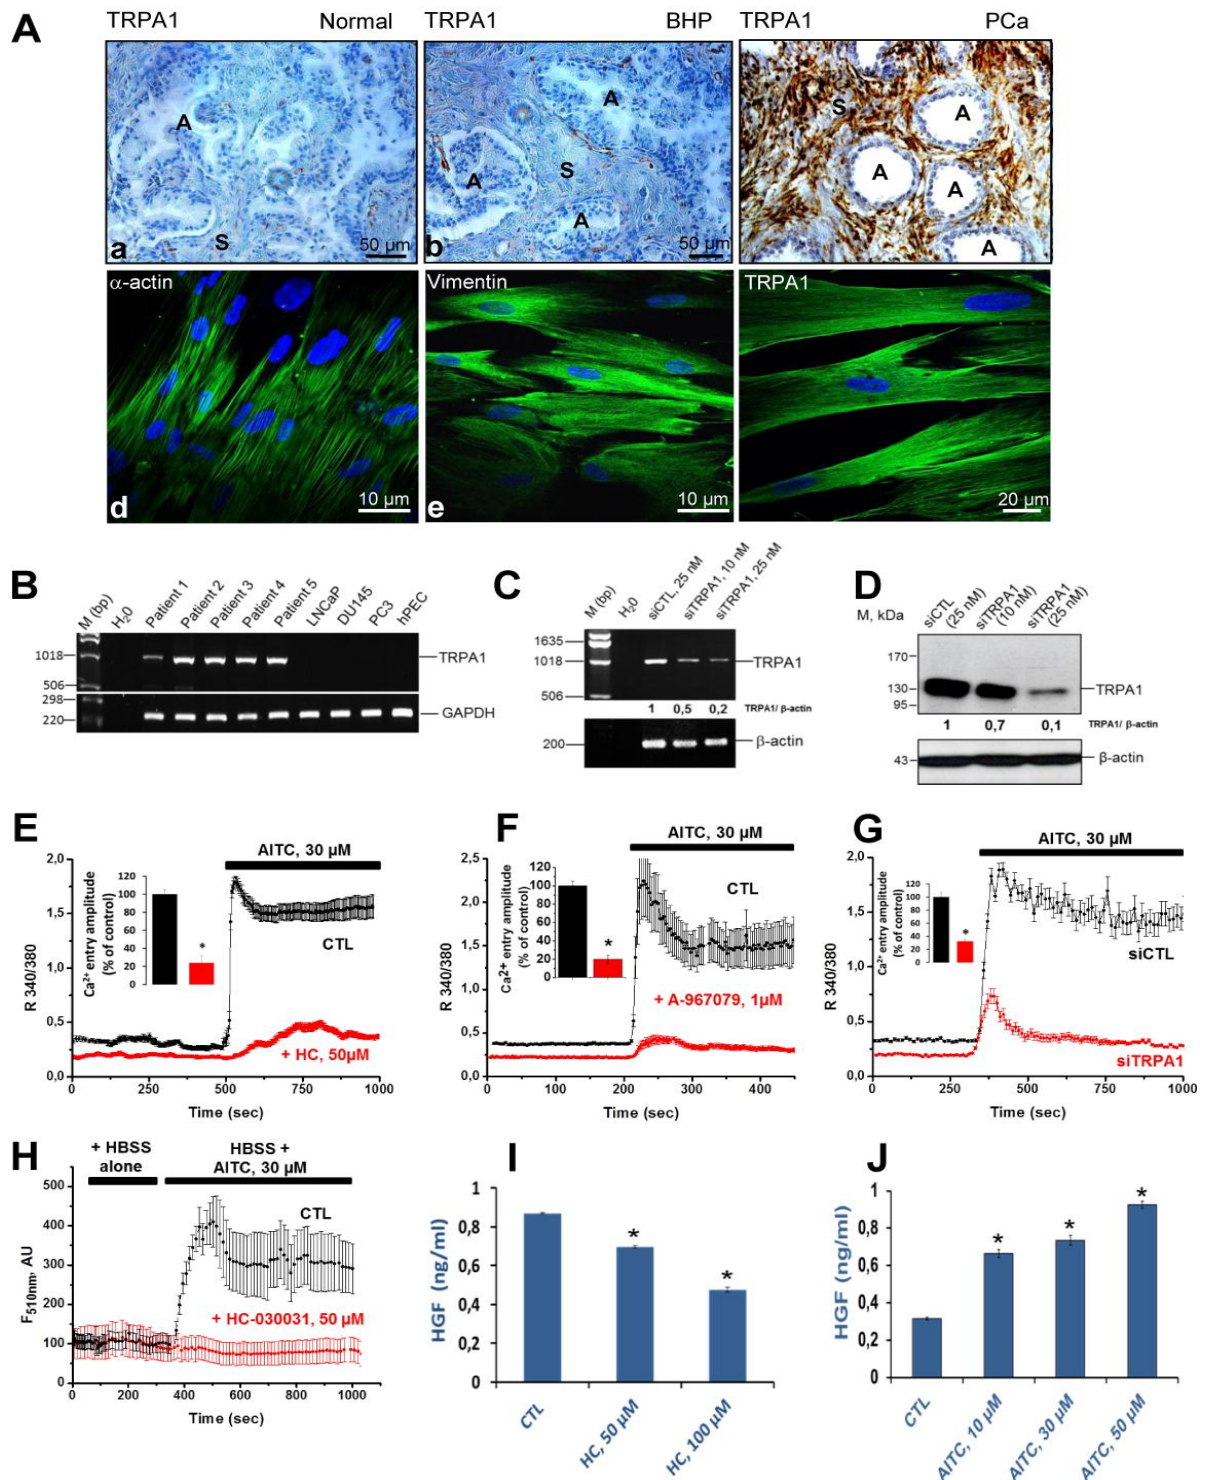 A
TRPA1 Normal
TRPA1 BHP
TRPA1 PCa
A
S
a
50 µm
A
A
S
A
b
50 µm
S
A
A
A
A
α-actin
d
10 µm
Vimentin
e
10 µm
TRPA1
20 µm
B
M (bp) H20 Patient 1 Patient 2 Patient 3 Patient 4 Patient 5 LNCaP DU145 PC3 hPEC
1018
TRPA1
506
298
220
GAPDH
C
M (bp) H20 siCTL, 25 nM siTRPA1, 10 nM siTRPA1, 25 nM
1635
1018
TRPA1
506
1 0,5 0,2 TRPA1/ β-actin
200
β-actin
D
M, kDa
siCTL (25 nM) siTRPA1 (10 nM) siTRPA1 (25 nM)
170
130
TRPA1
95
1 0,7 0,1 TRPA1/ β-actin
43
β-actin
E
AITC, 30 µM
2,0
1,5
1,0
0,5
0,0
R 340/380
Ca2+ entry amplitude
(% of control)
120
100
80
60
40
20
0
*
CTL
+ HC, 50µM
0 250 500 750 1000
Time (sec)
F
AITC, 30 µM
2,5
2,0
1,5
1,0
0,5
0,0
R 340/380
Ca2+ entry amplitude
(% of control)
120
100
80
60
40
20
0
*
CTL
+ A-967079, 1µM
0 100 200 300 400
Time (sec)
G
AITC, 30 µM
2,0
1,5
1,0
0,5
0,0
R 340/380
Ca2+ entry amplitude
(% of control)
120
100
80
60
40
20
0
*
siCTL
siTRPA1
0 250 500 750 1000
Time (sec)
H
+ HBSS
alone
HBSS +
AITC, 30 µM
500
400
300
200
100
0
F510nm, AU
CTL
+ HC-030031, 50 µM
0 200 400 600 800 1000
Time (sec)
I
HGF (ng/ml)
1
0,8
0,6
0,4
0,2
0
*
*
CTL
HC, 50 µM
HC, 100 µM
J
HGF (ng/ml)
1
0,8
0,6
0,4
0,2
0
*
*
*
CTL
AITC, 10 µM
AITC, 30 µM
AITC, 50 µM